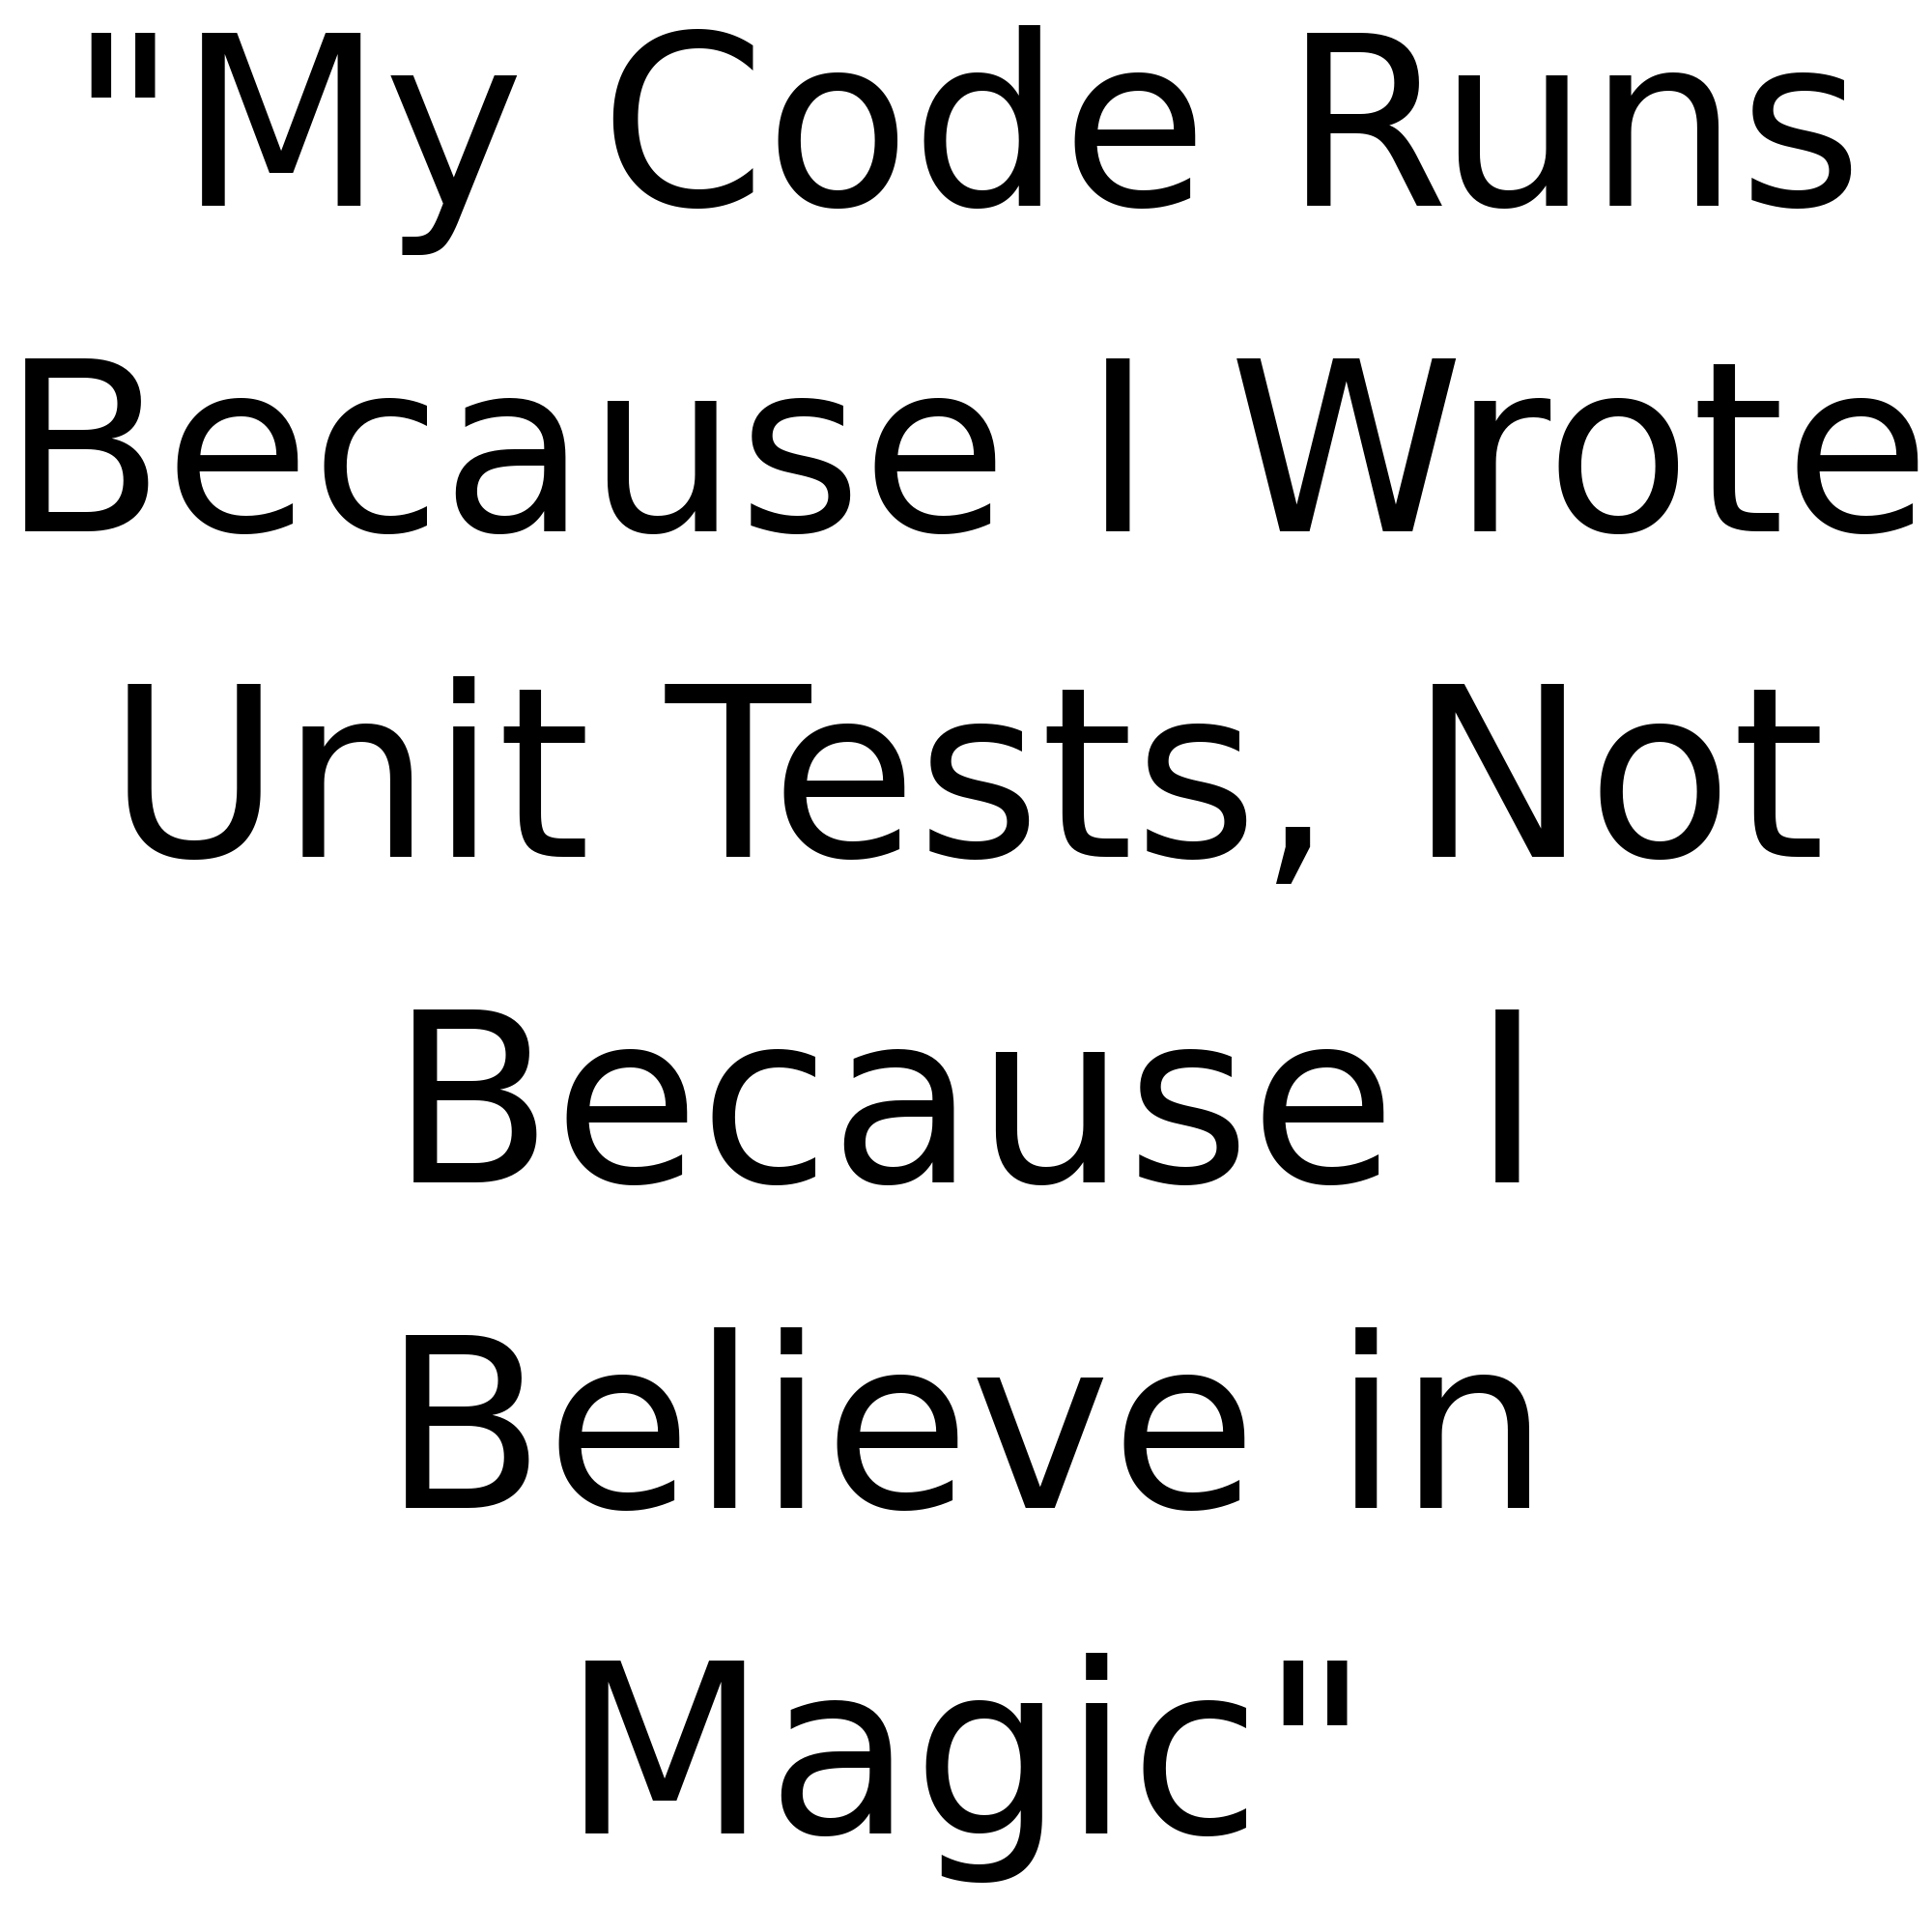 "My Code Runs
Because I Wrote
Unit Tests, Not
Because I
Believe in
Magic"